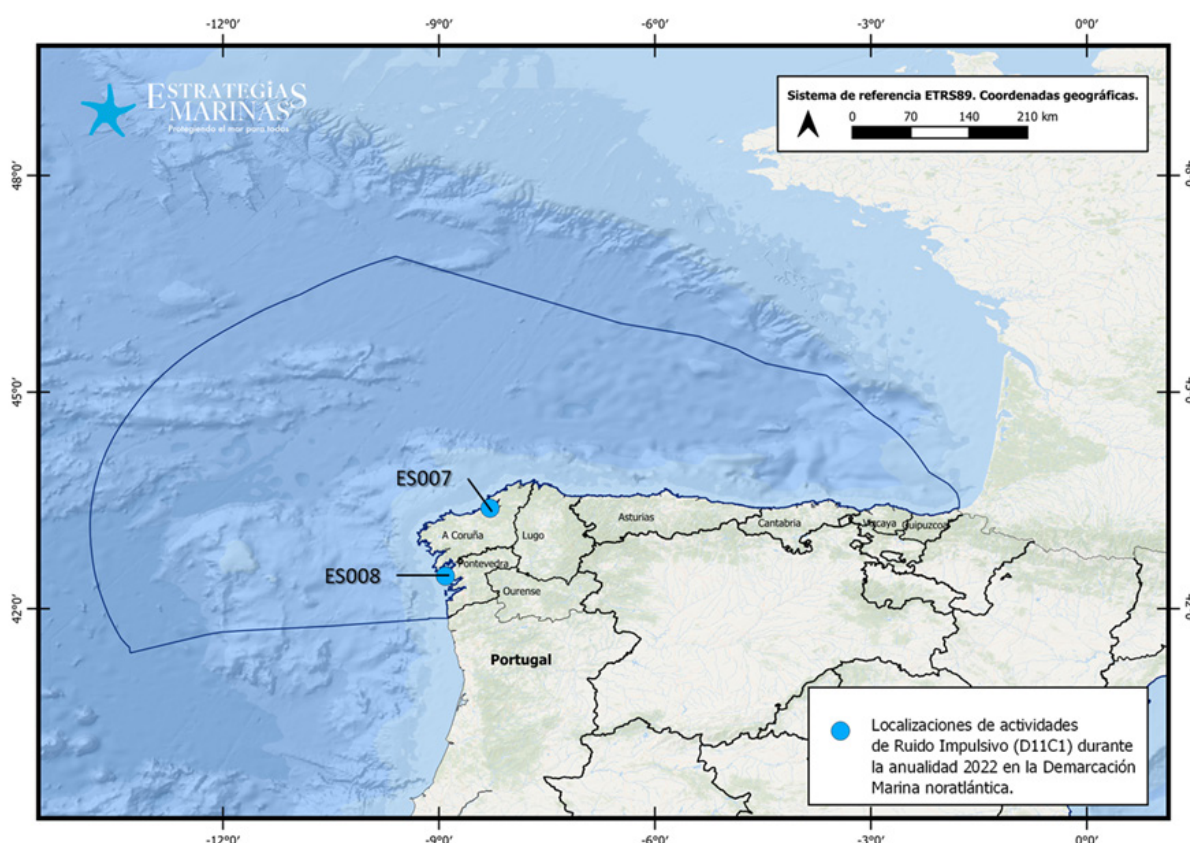 -12°0'
-9°0'
-6°0'
-3°0'
0°0'
ESTRATEGIAS
MARINAS
Protegiendo el mar para todos
Sistema de referencia ETRS89. Coordenadas geográficas.
0
70
140
210 km
48°0'
45°0'
45°0'
ES007
Asturias
Cantabria
Vizcaya
Guipuzcoa
A Coruña
Lugo
Pontevedra
ES008
Ourense
42°0'
Portugal
Localizaciones de actividades
de Ruido Impulsivo (D11C1) durante
la anualidad 2022 en la Demarcación
Marina noratlántica.
-12°0'
-9°0'
-6°0'
-3°0'
0°0'